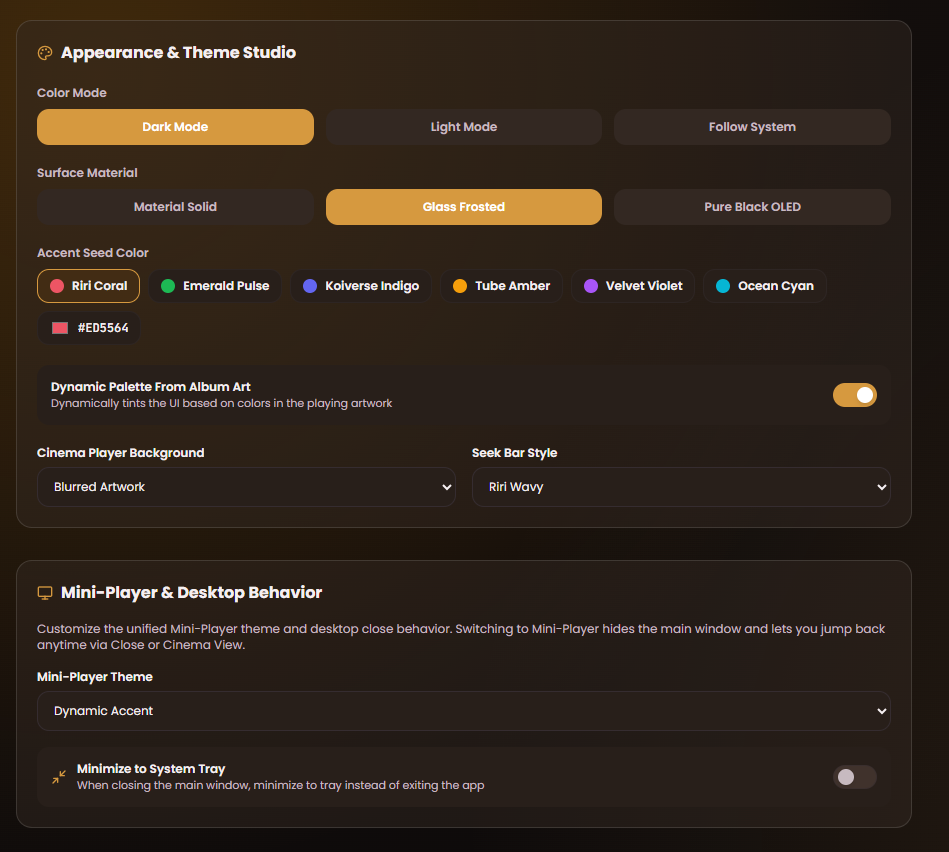 Appearance & Theme Studio
Color Mode
Dark Mode
Light Mode
Follow System
Surface Material
Material Solid
Glass Frosted
Pure Black OLED
Accent Seed Color
Riri Coral
Emerald Pulse
Koiverse Indigo
Tube Amber
Velvet Violet
Ocean Cyan
#ED5564
Dynamic Palette From Album Art
Dynamically tints the UI based on colors in the playing artwork
Cinema Player Background
Seek Bar Style
Blurred Artwork
Riri Wavy
Mini-Player & Desktop Behavior
Customize the unified Mini-Player theme and desktop close behavior. Switching to Mini-Player hides the main window and lets you jump back
anytime via Close or Cinema View.
Mini-Player Theme
Dynamic Accent
Minimize to System Tray
When closing the main window, minimize to tray instead of exiting the app